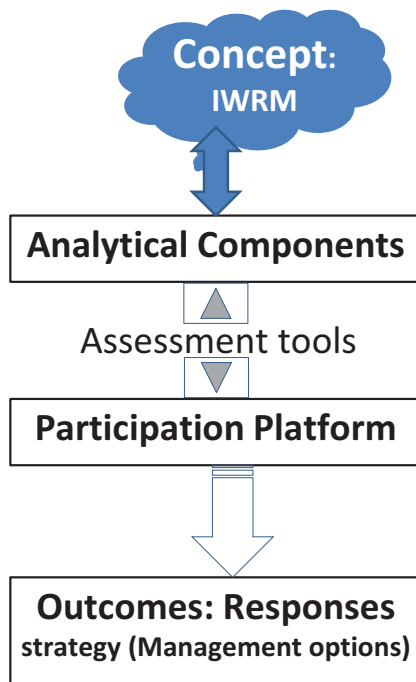 Concept:
IWRM
Analytical Components
Assessment tools
Participation Platform
Outcomes: Responses
strategy (Management options)